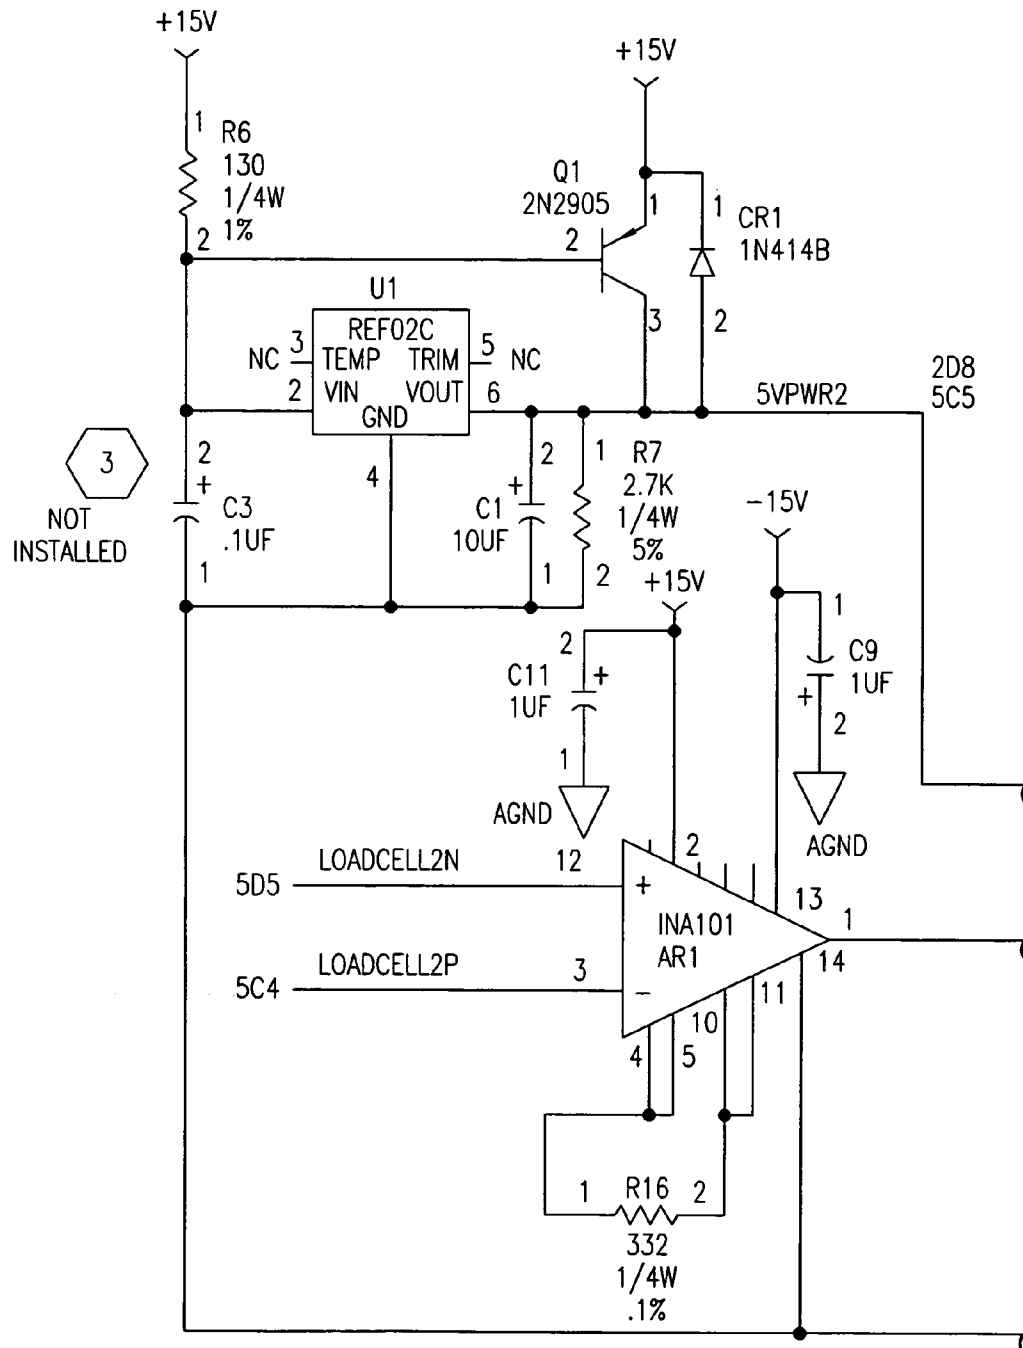 +15V
+15V
1
R6
130
1/4W
1%
2
Q1
2N2905
1
2
3
1
CR1
1N414B
2
U1
REF02C
NC 3 TEMP TRIM 5 NC
2 VIN VOUT 6
GND
4
5VPWR2
2D8
5C5
3
NOT
INSTALLED
2
+
C3
.1UF
1
2
+
C1
10UF
1
1
R7
2.7K
1/4W
5%
2
-15V
+15V
2
C11
1UF
+
1
AGND
1
C9
1UF
+
2
AGND
5D5 LOADCELL2N 12
+
2
13
1
INA101
AR1
14
5C4 LOADCELL2P 3
-
11
10
4
5
1 R16 2
332
1/4W
.1%